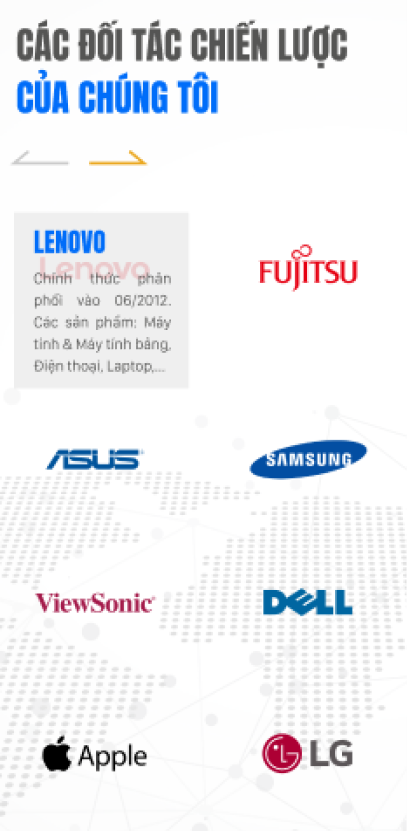 CÁC ĐỐI TÁC CHIẾN LƯỢC
CỦA CHÚNG TÔI
LENOVO
Lenovo
Chính thức phân
phối vào 06/2012.
Các sản phẩm: Máy
tính & Máy tính bảng,
Điện thoại, Laptop,...
FUJITSU
ASUS
SAMSUNG
ViewSonic
DELL
Apple
LG